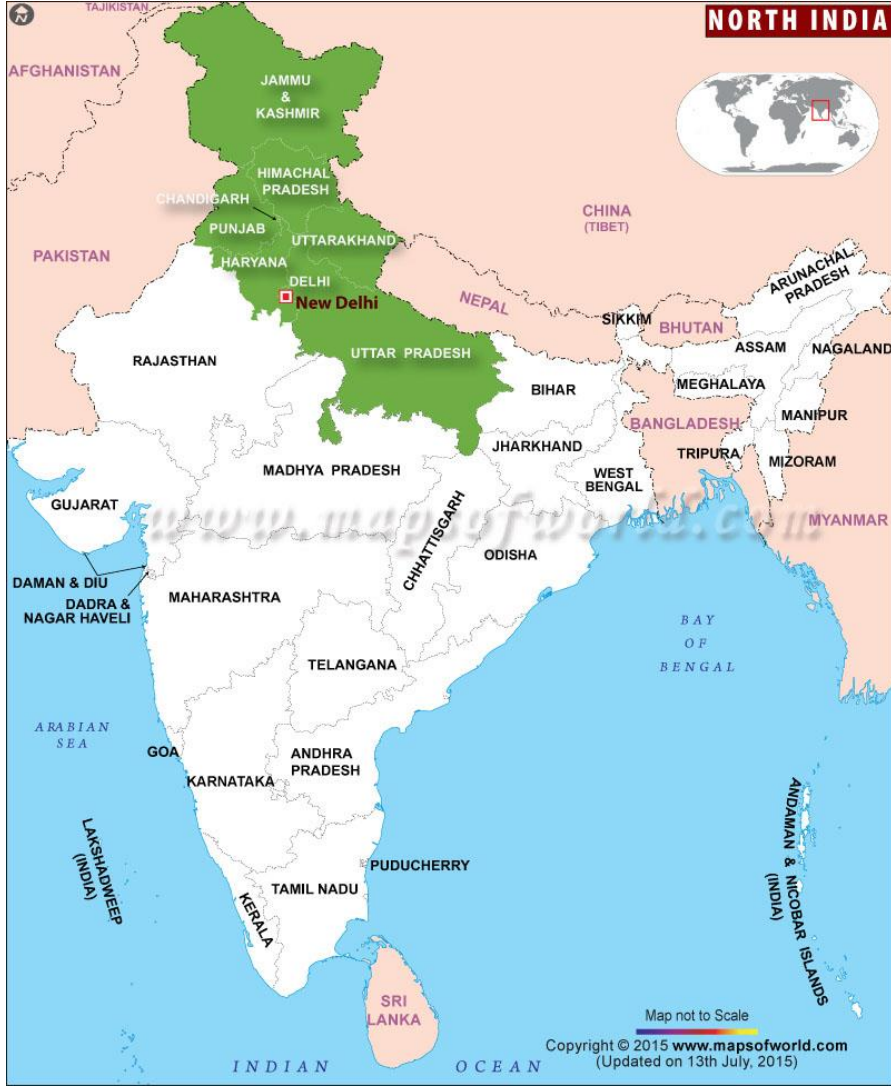 N
TAJIKISTAN
NORTH INDIA
AFGHANISTAN
JAMMU
&
KASHMIR
HIMACHAL
PRADESH
CHANDIGARH
PUNJAB
UTTARAKHAND
CHINA
(TIBET)
PAKISTAN
HARYANA
DELHI
New Delhi
NEPAL
ARUNACHAL
PRADESH
SIKKIM
BHUTAN
RAJASTHAN
UTTAR PRADESH
ASSAM
NAGALAND
BIHAR
MEGHALAYA
MANIPUR
BANGLADESH
JHARKHAND
TRIPURA
MIZORAM
MADHYA PRADESH
WEST
BENGAL
GUJARAT
www.mapsofworld.com
MYANMAR
CHHATTISGARH
ODISHA
DAMAN & DIU
DADRA &
NAGAR HAVELI
MAHARASHTRA
BAY
OF
BENGAL
TELANGANA
ARABIAN
SEA
GOA
ANDHRA
PRADESH
KARNATAKA
LAKSHADWEEP
(INDIA)
ANDAMAN & NICOBAR ISLANDS
(INDIA)
PUDUCHERRY
TAMIL NADU
KERALA
SRI
LANKA
Map not to Scale
Copyright © 2015 www.mapsofworld.com
(Updated on 13th July, 2015)
INDIAN OCEAN